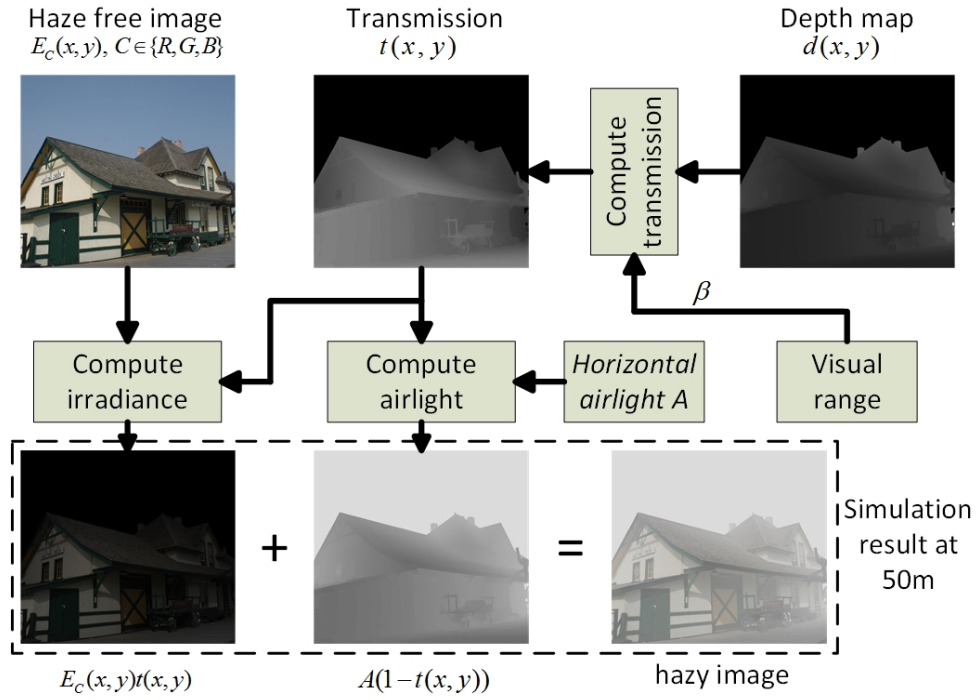 Haze free image
E_C(x, y), C∈{R,G,B}
Transmission
t(x, y)
Depth map
d(x, y)
Compute
transmission
β
Compute
irradiance
Compute
airlight
Horizontal
airlight A
Visual
range
+
=
Simulation
result at
50m
E_C(x, y)t(x, y)
A(1−t(x, y))
hazy image